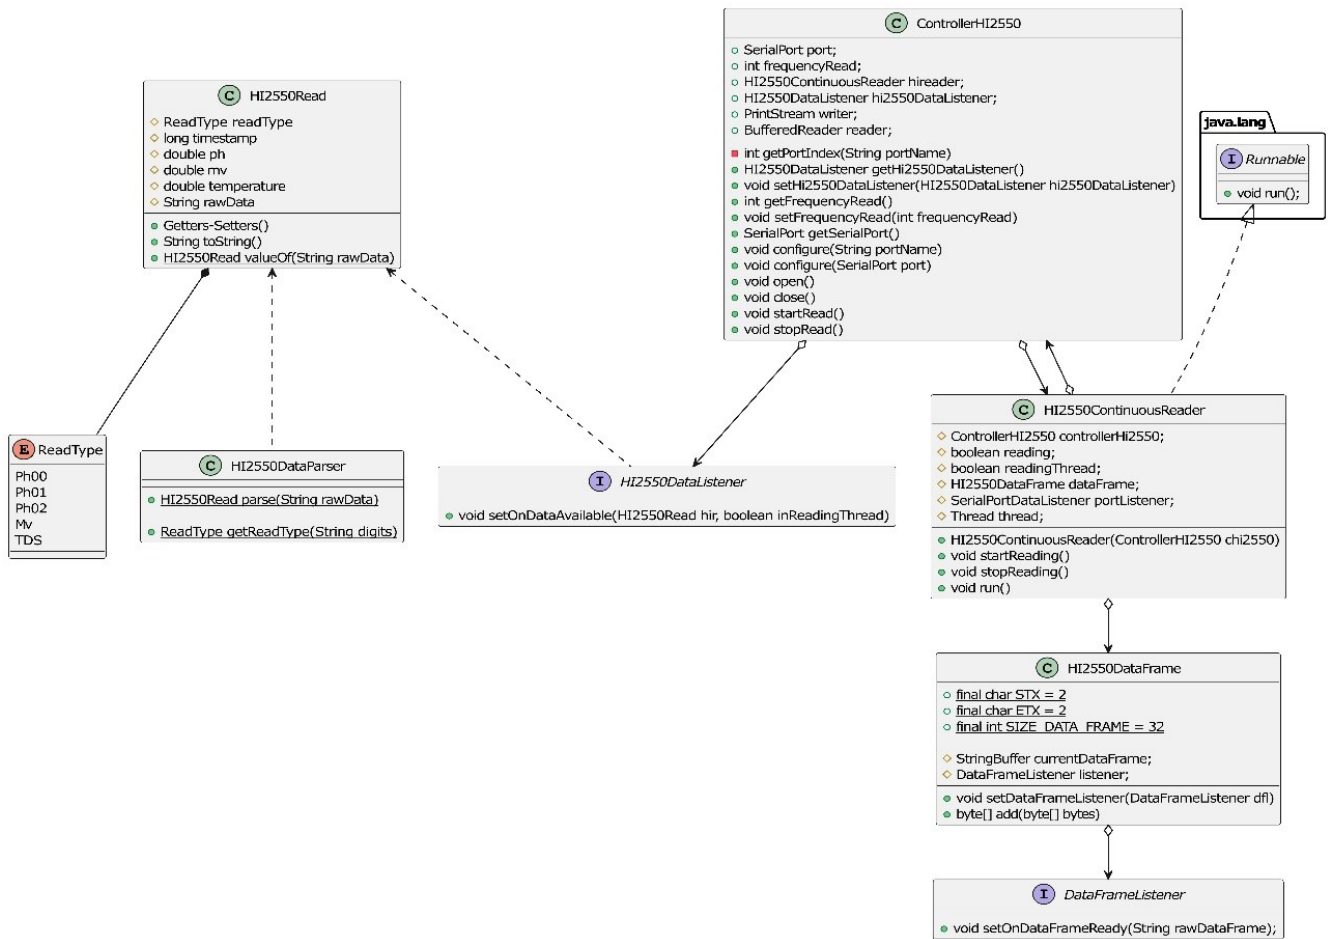 C HI2550Read
ReadType readType
long timestamp
double ph
double mv
double temperature
String rawData
Getters-Setters()
String toString()
HI2550Read valueOf(String rawData)
C ControllerHI2550
SerialPort port;
int frequencyRead;
HI2550ContinuousReader hireader;
HI2550DataListener hi2550DataListener;
PrintStream writer;
BufferedReader reader;
int getPortIndex(String portName)
HI2550DataListener getHi2550DataListener()
void setHi2550DataListener(HI2550DataListener hi2550DataListener)
int getFrequencyRead()
void setFrequencyRead(int frequencyRead)
SerialPort getSerialPort()
void configure(String portName)
void configure(SerialPort port)
void open()
void close()
void startRead()
void stopRead()
java.lang
I Runnable
void run();
E ReadType
Ph00
Ph01
Ph02
Mv
TDS
C HI2550DataParser
HI2550Read parse(String rawData)
ReadType getReadType(String digits)
I HI2550DataListener
void setOnDataAvailable(HI2550Read hir, boolean inReadingThread)
C HI2550ContinuousReader
ControllerHI2550 controllerHi2550;
boolean reading;
boolean readingThread;
HI2550DataFrame dataFrame;
SerialPortDataListener portListener;
Thread thread;
HI2550ContinuousReader(ControllerHI2550 chi2550)
void startReading()
void stopReading()
void run()
C HI2550DataFrame
final char STX = 2
final char ETX = 2
final int SIZE_DATA_FRAME = 32
StringBuffer currentDataFrame;
DataFrameListener listener;
void setDataFrameListener(DataFrameListener dfl)
byte[] add(byte[] bytes)
I DataFrameListener
void setOnDataFrameReady(String rawDataFrame);